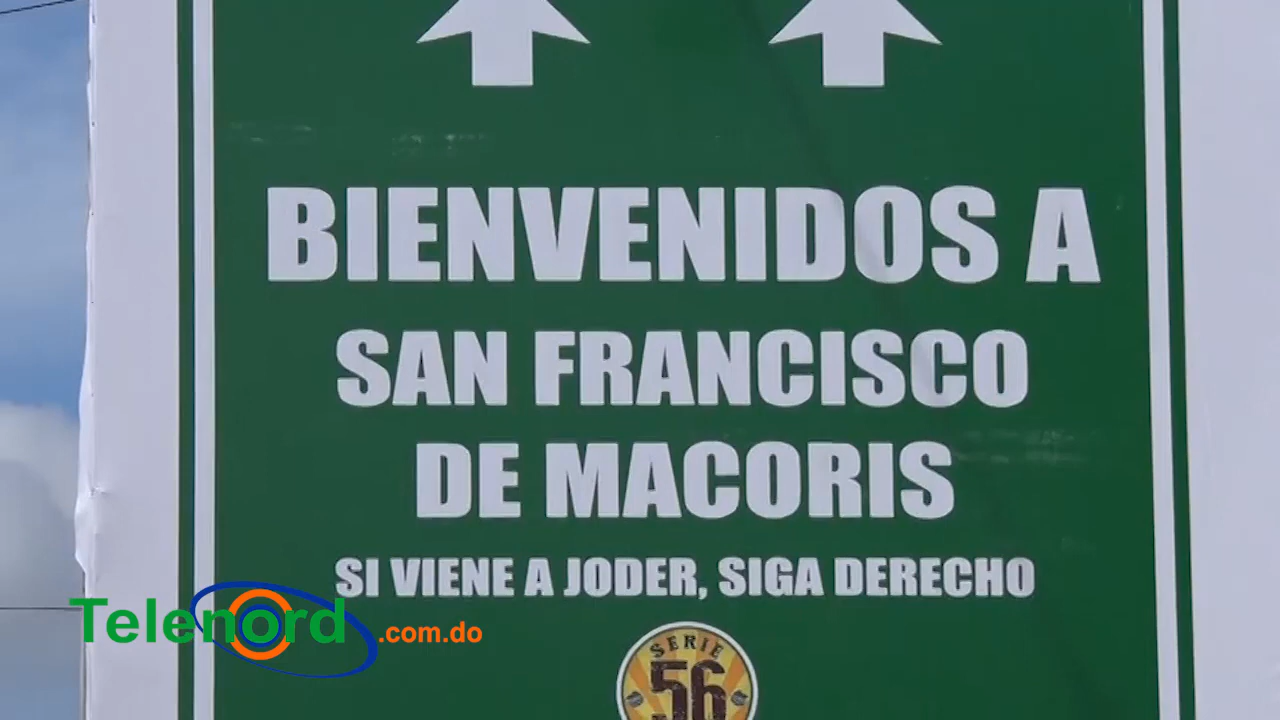 BIENVENIDOS A
SAN FRANCISCO
DE MACORIS
SI VIENE A JODER, SIGA DERECHO
Telenord.com.do
SERIE
56